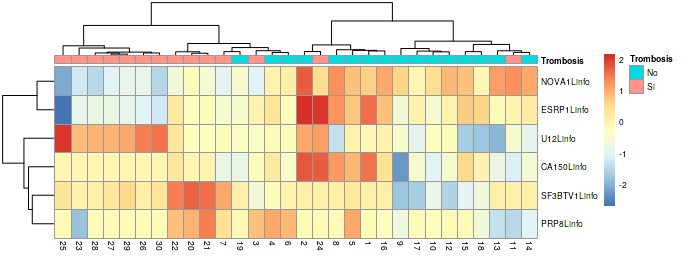 Trombosis
Trombosis
No
Si
NOVA1Linfo
ESRP1Linfo
U12Linfo
CA150Linfo
SF3BTV1Linfo
PRP8Linfo
2
1
0
-1
-2
25 23 28 27 29 26 30 22 20 21 7 19 3 4 6 2 24 8 5 1 16 9 17 10 12 15 18 13 11 14